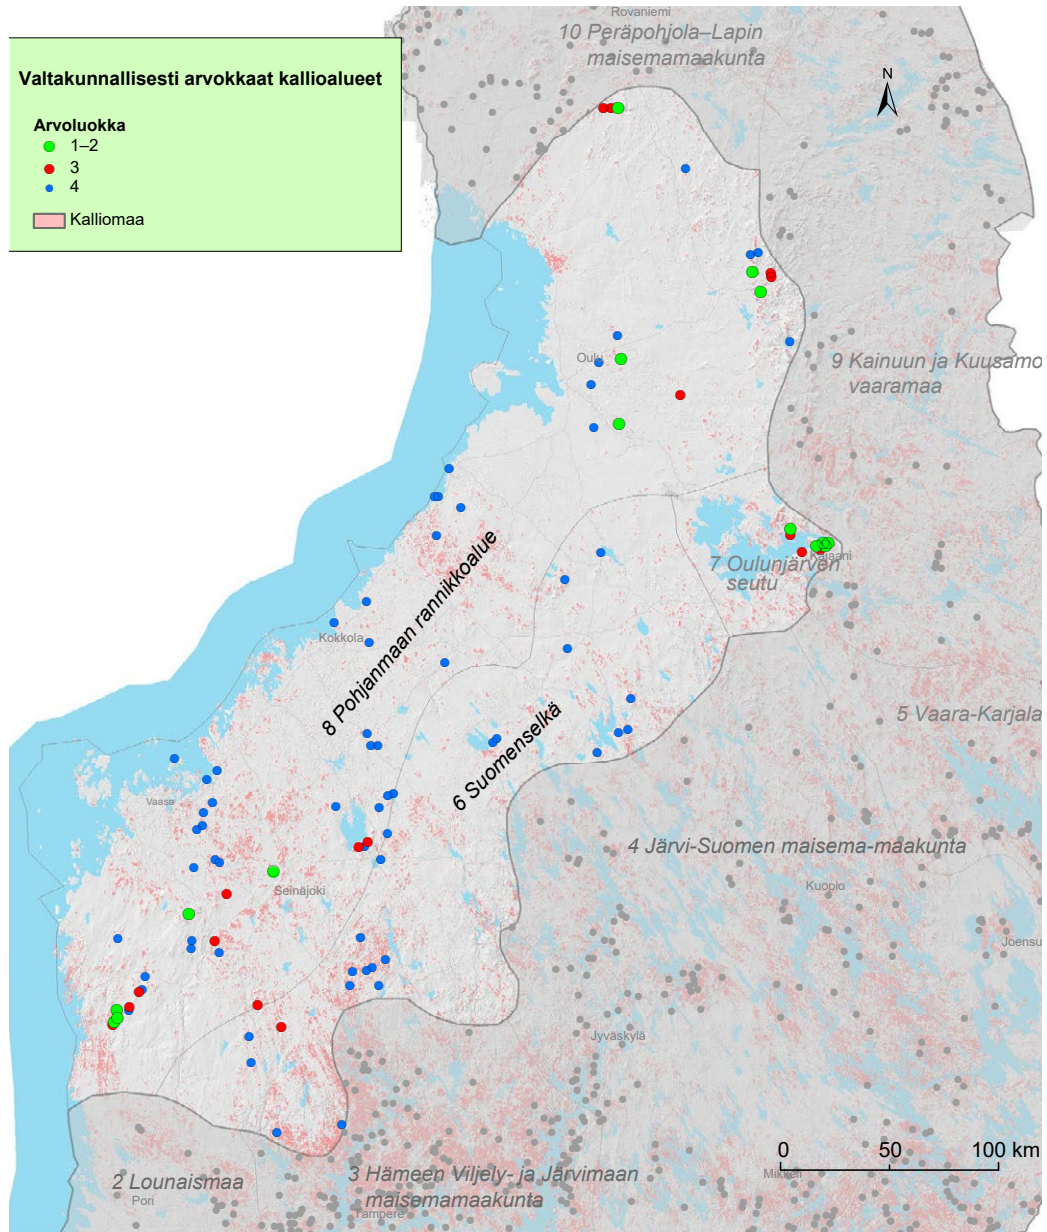 Rovaniemi
10 Peräpohjola–Lapin
maisemamaakunta
Valtakunnallisesti arvokkaat kallioalueet
Arvoluokka
1–2
3
4
Kalliomaa
N
Oulu
9 Kainuun ja Kuusamo
vaaramaa
Kajaani
7 Oulunjärven
seutu
8 Pohjanmaan rannikkoalue
Kokkola
5 Vaara-Karjala
6 Suomenselkä
Vaasa
4 Järvi-Suomen maisema-maakunta
Kuopio
Seinäjoki
Joensu
Jyväskylä
0 50 100 km
2 Lounaismaa
3 Hämeen Viljely- ja Järvimaan
maisemamaakunta
Mikkeli
Pori
Tampere